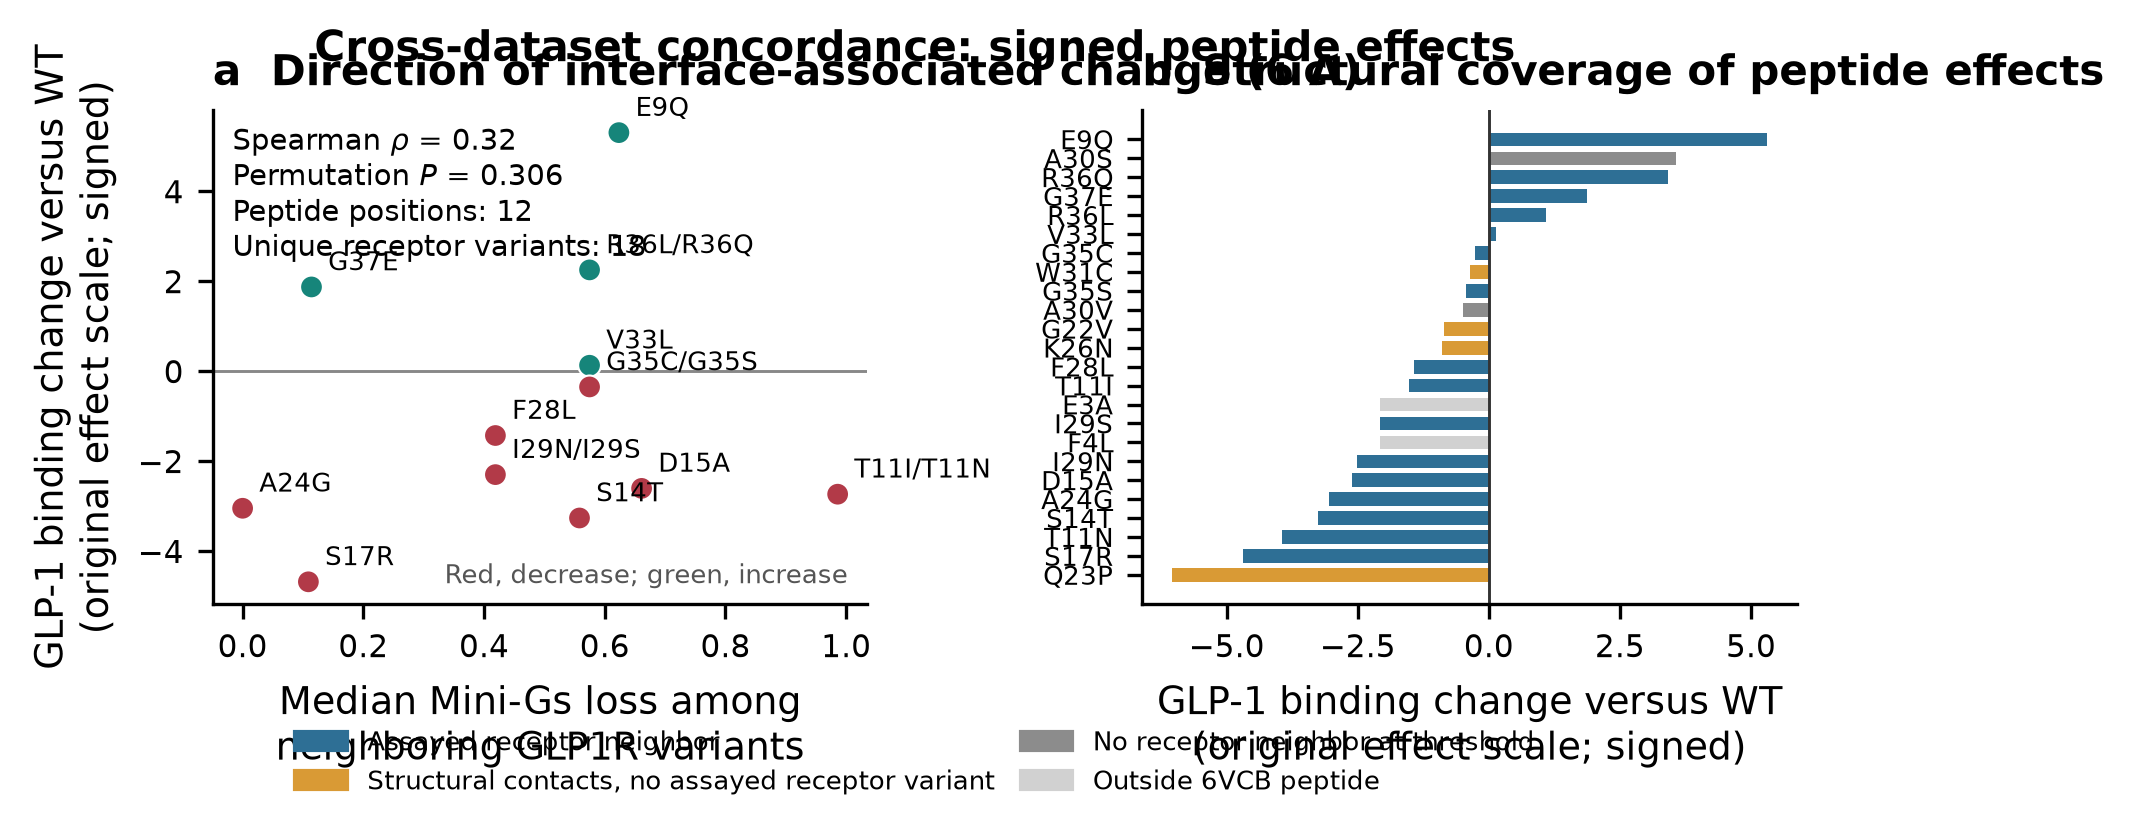 Cross-dataset concordance: signed peptide effects
a Direction of interface-associated change (6 Å)
b Structural coverage of peptide effects
GLP-1 binding change versus WT
(original effect scale; signed)
4
2
0
−2
−4
Spearman ρ = 0.32
Permutation P = 0.306
Peptide positions: 12
Unique receptor variants: 18
E9Q
R36L/R36Q
G37E
V33L
G35C/G35S
F28L
I29N/I29S
D15A
T11I/T11N
A24G
S14T
S17R
Red, decrease; green, increase
0.0
0.2
0.4
0.6
0.8
1.0
Median Mini-Gs loss among
neighboring GLP1R variants
E9Q
A30S
R36Q
G37E
R36L
V33L
G35C
W31C
G35S
A30V
G22V
K26N
F28L
T11I
E3A
I29S
F4L
I29N
D15A
A24G
S14T
T11N
S17R
Q23P
−5.0
−2.5
0.0
2.5
5.0
GLP-1 binding change versus WT
(original effect scale; signed)
Assayed receptor neighbor
Structural contacts, no assayed receptor variant
No receptor neighbor at threshold
Outside 6VCB peptide